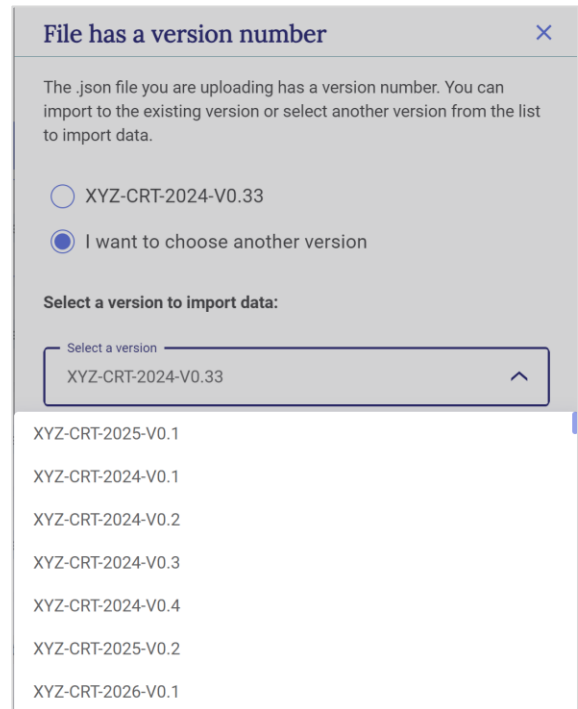 File has a version number
The .json file you are uploading has a version number. You can
import to the existing version or select another version from the list
to import data.
XYZ-CRT-2024-V0.33
I want to choose another version
Select a version to import data:
Select a version
XYZ-CRT-2024-V0.33
XYZ-CRT-2025-V0.1
XYZ-CRT-2024-V0.1
XYZ-CRT-2024-V0.2
XYZ-CRT-2024-V0.3
XYZ-CRT-2024-V0.4
XYZ-CRT-2025-V0.2
XYZ-CRT-2026-V0.1